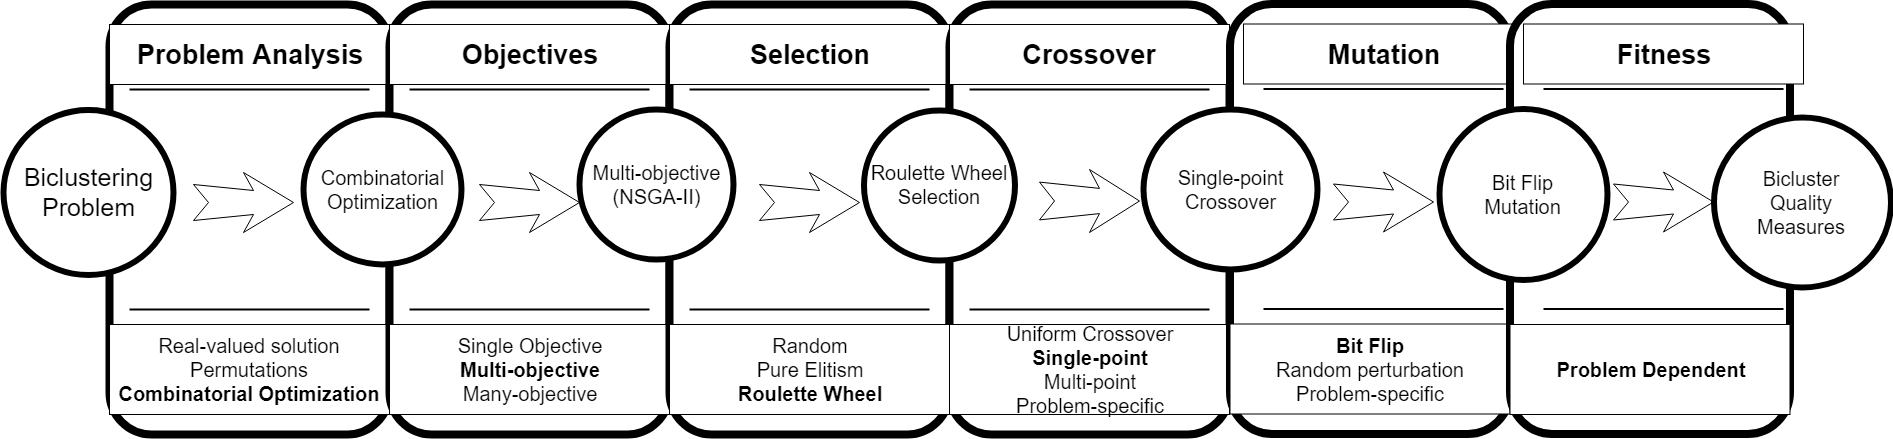 Problem Analysis
Objectives
Selection
Crossover
Mutation
Fitness
Biclustering
Problem
Combinatorial
Optimization
Multi-objective
(NSGA-II)
Roulette Wheel
Selection
Single-point
Crossover
Bit Flip
Mutation
Bicluster
Quality
Measures
Real-valued solution
Permutations
Combinatorial Optimization
Single Objective
Multi-objective
Many-objective
Random
Pure Elitism
Roulette Wheel
Uniform Crossover
Single-point
Multi-point
Problem-specific
Bit Flip
Random perturbation
Problem-specific
Problem Dependent